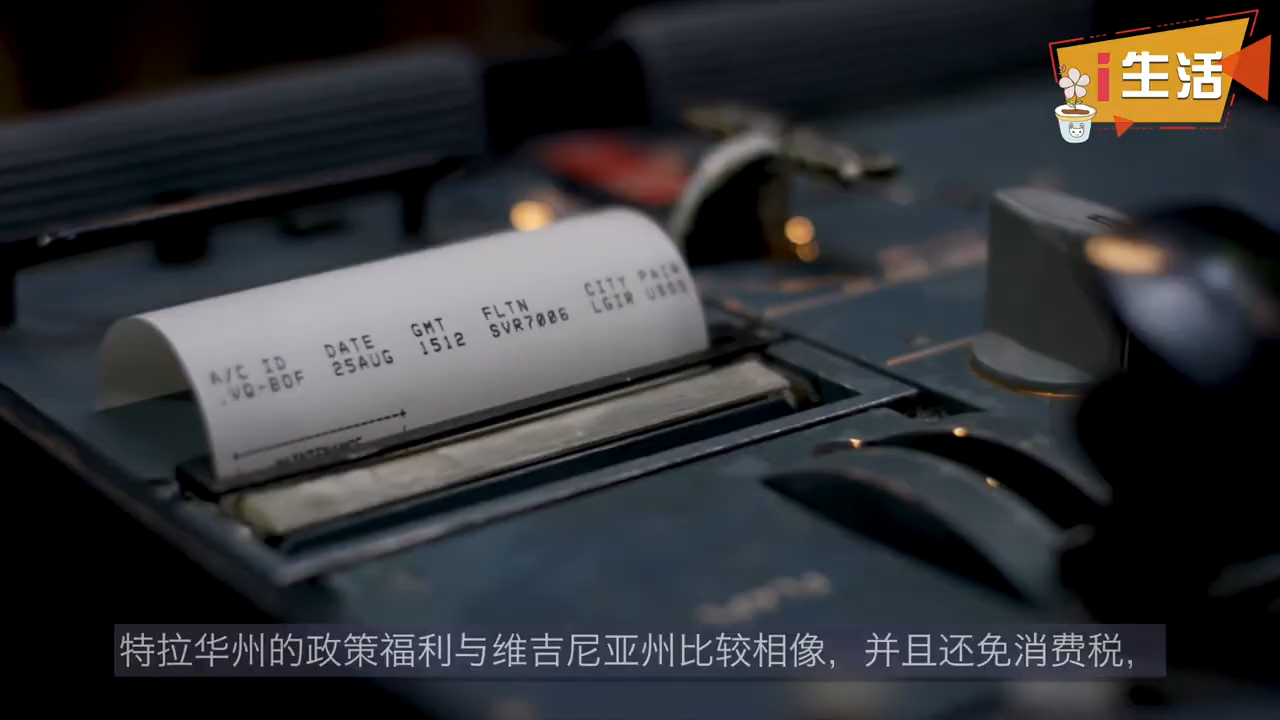 i生活
A/C ID DATE GMT FLTN CITY PAIR
.VQ-BOF 25AUG 1512 SVR7006 LGIR
特拉华州的政策福利与维吉尼亚州比较相像，并且还免消费税，